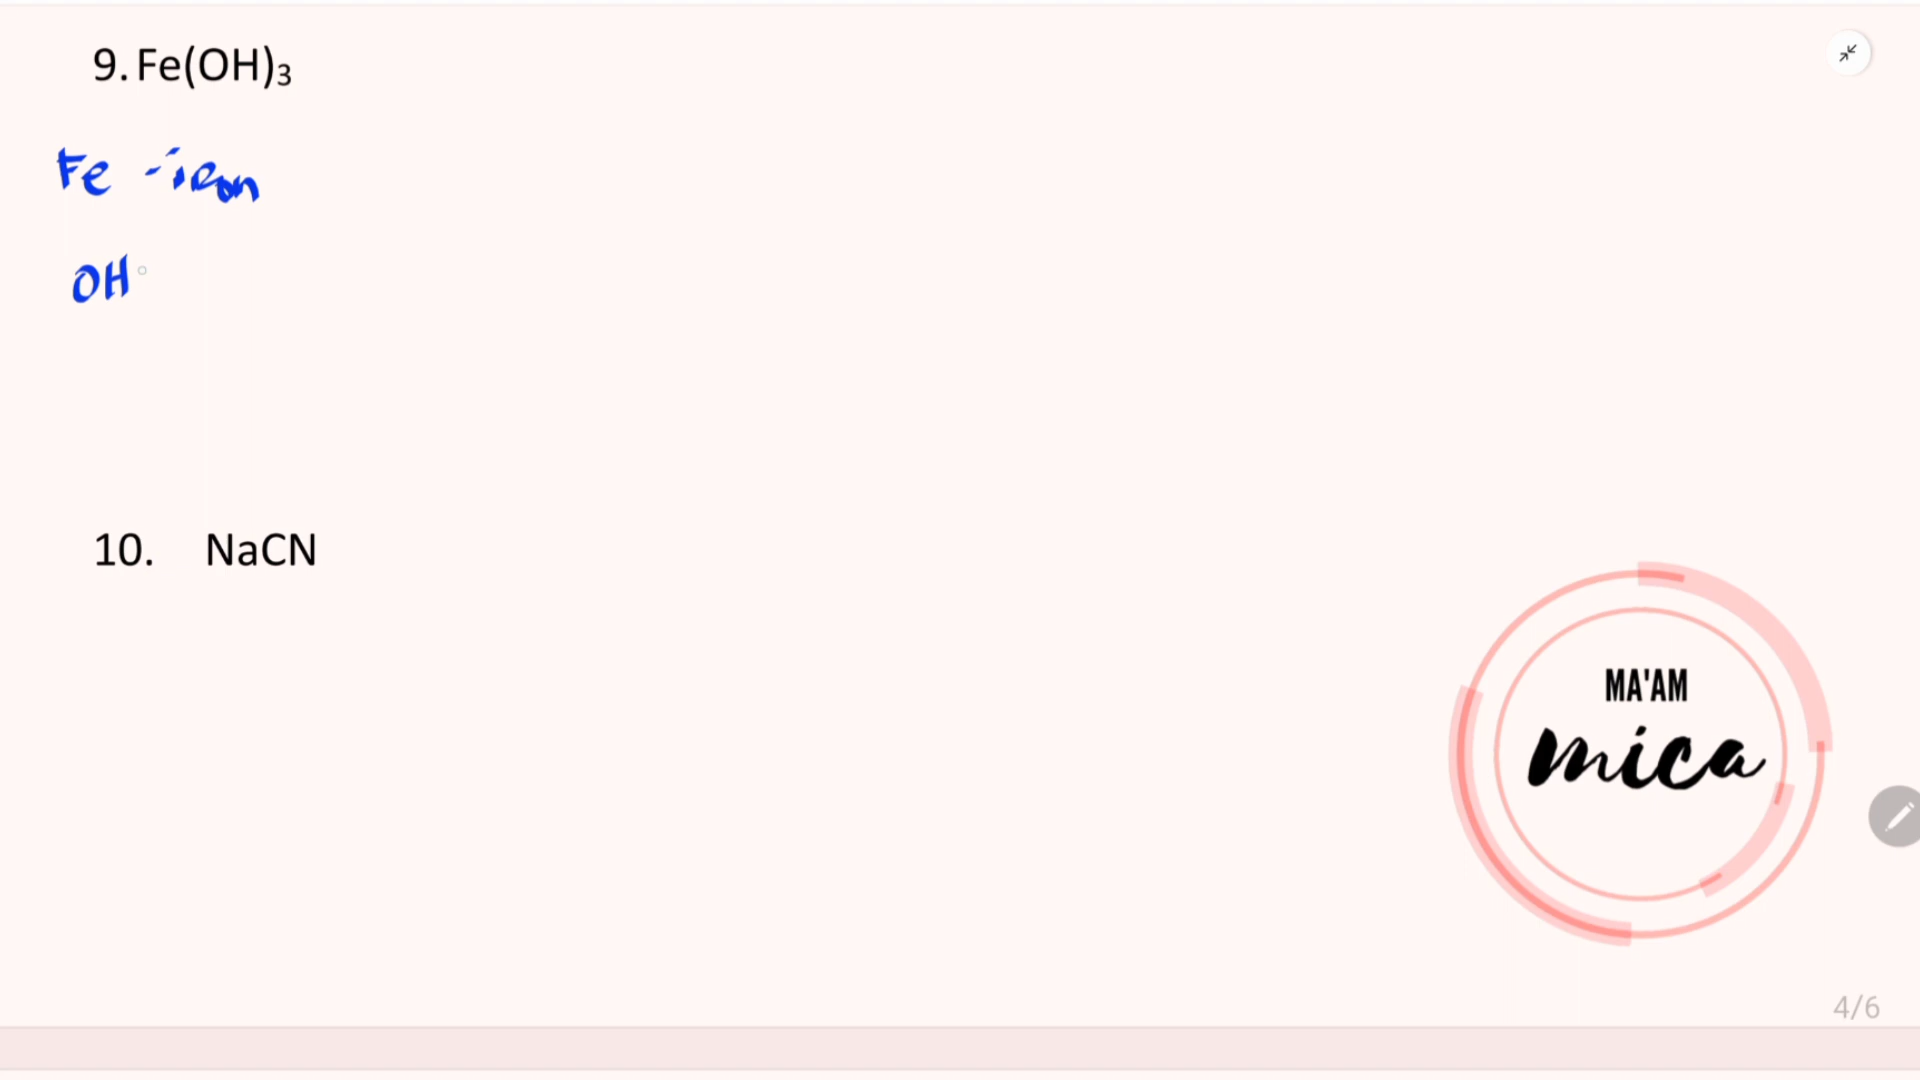 9. Fe(OH)₃
Fe - iron
OH
10. NaCN
MA'AM
mica
4/6